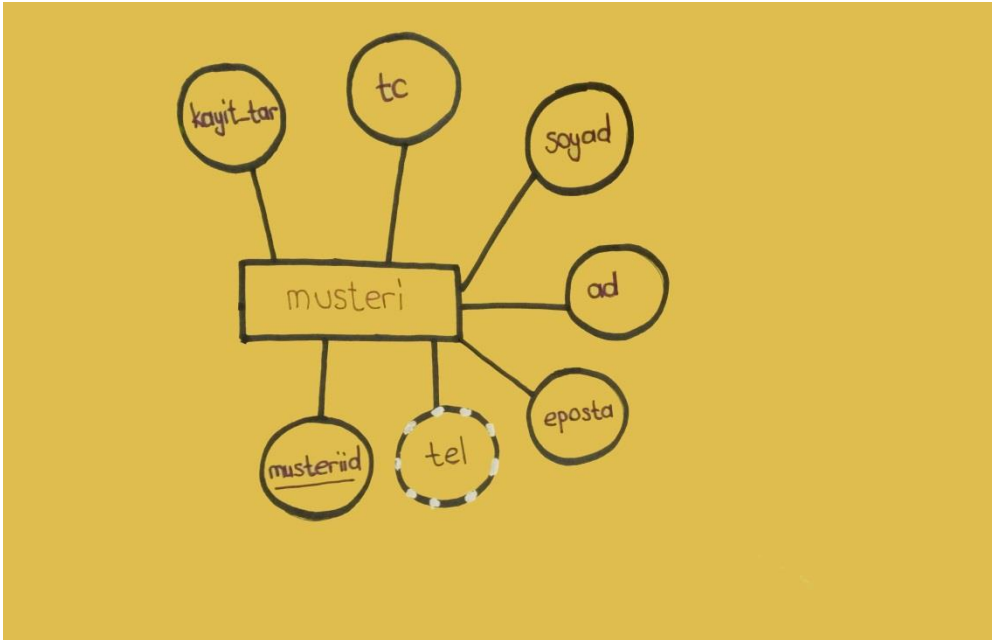 kayit_tar
tc
soyad
musteri
ad
eposta
musteriid
tel